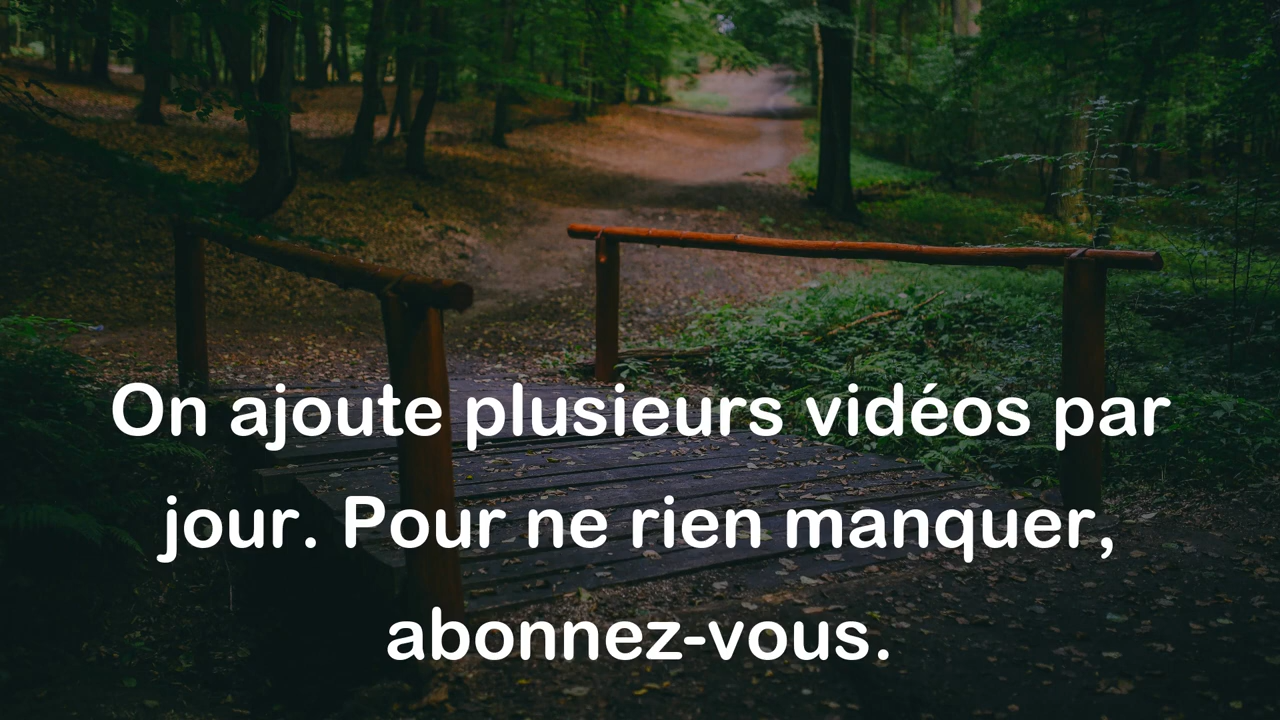 On ajoute plusieurs vidéos par
jour. Pour ne rien manquer,
abonnez-vous.